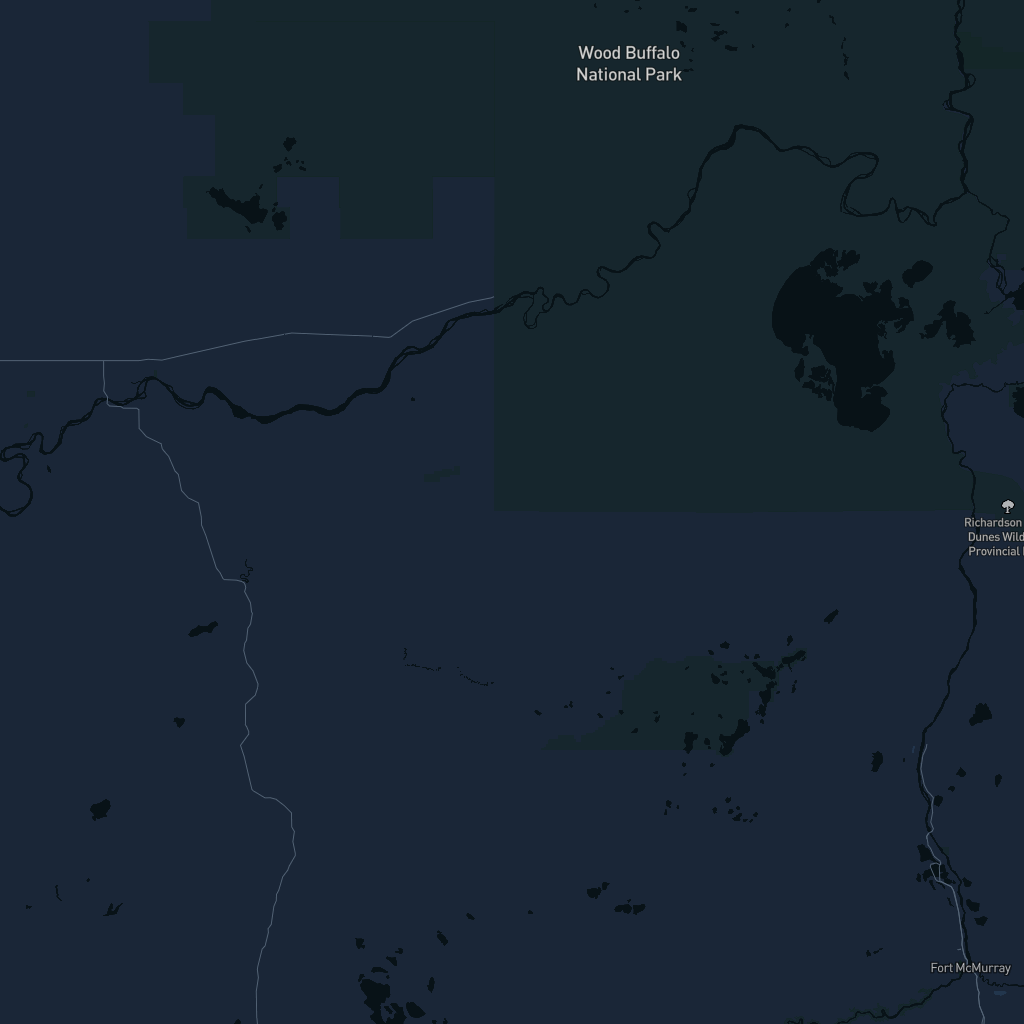 Wood Buffalo
National Park
Richardson
Dunes Wild
Provincial
Fort McMurray